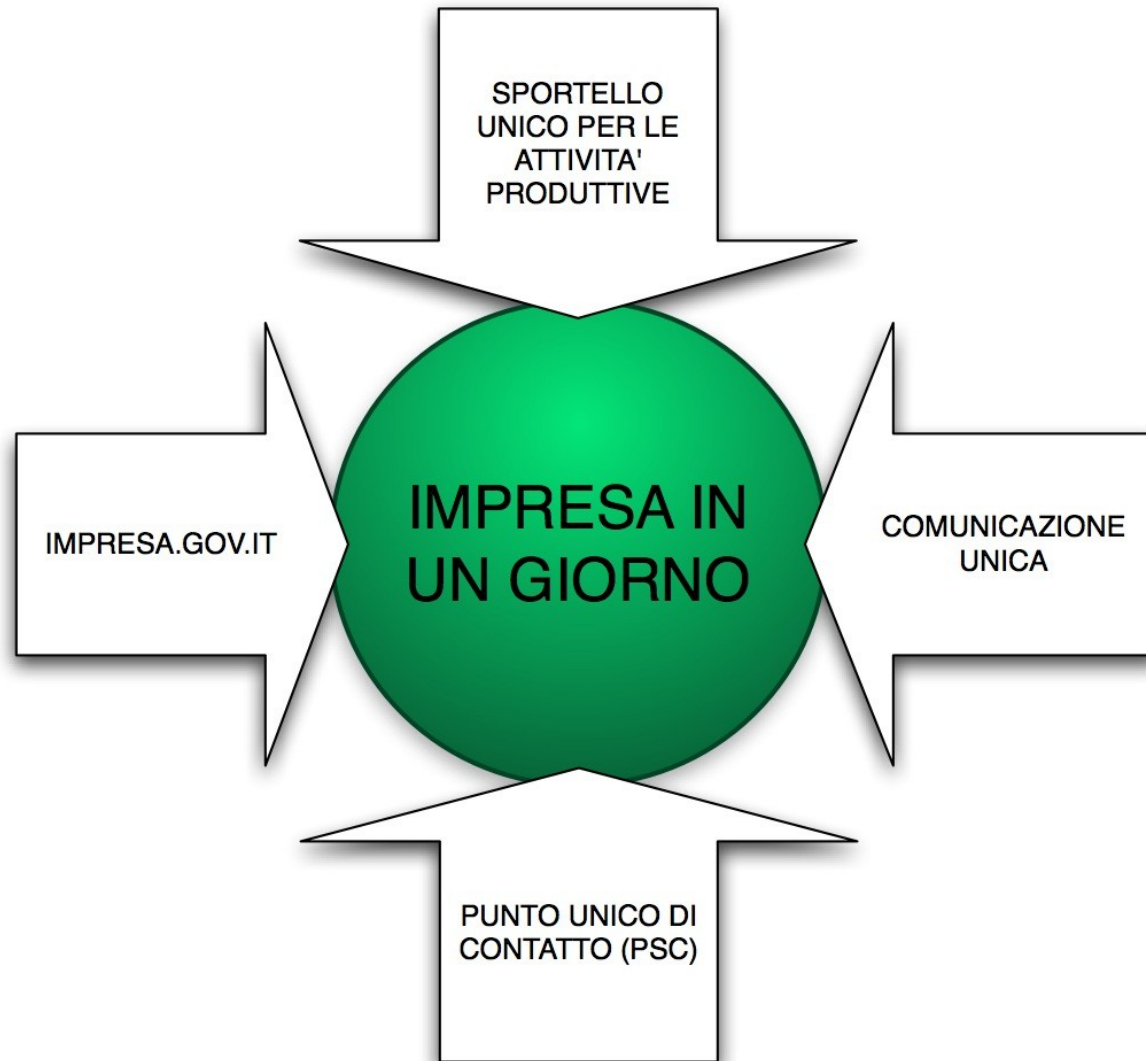 SPORTELLO
UNICO PER LE
ATTIVITA'
PRODUTTIVE
IMPRESA.GOV.IT
IMPRESA IN
UN GIORNO
COMUNICAZIONE
UNICA
PUNTO UNICO DI
CONTATTO (PSC)